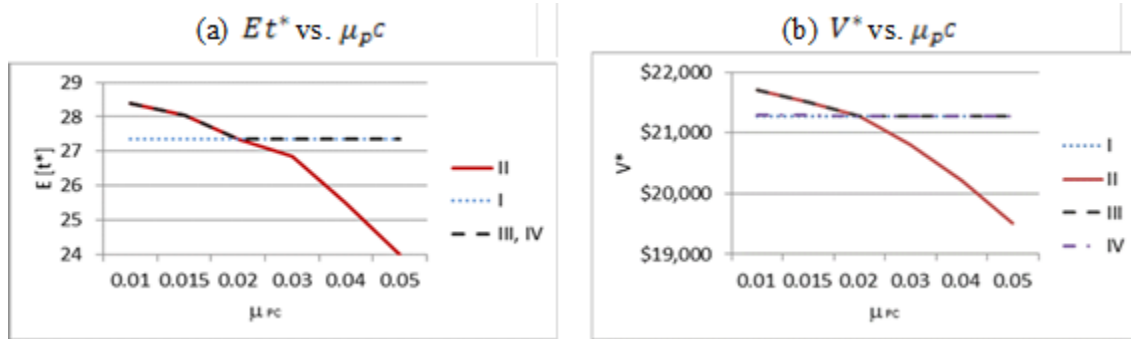 (a) Et* vs. μₚc
29
28
27
26
25
24
E [t*]
0.01 0.015 0.02 0.03 0.04 0.05
μ PC
II
I
III, IV
(b) V* vs. μₚc
$22,000
$21,000
$20,000
$19,000
V*
0.01 0.015 0.02 0.03 0.04 0.05
μ PC
I
II
III
IV